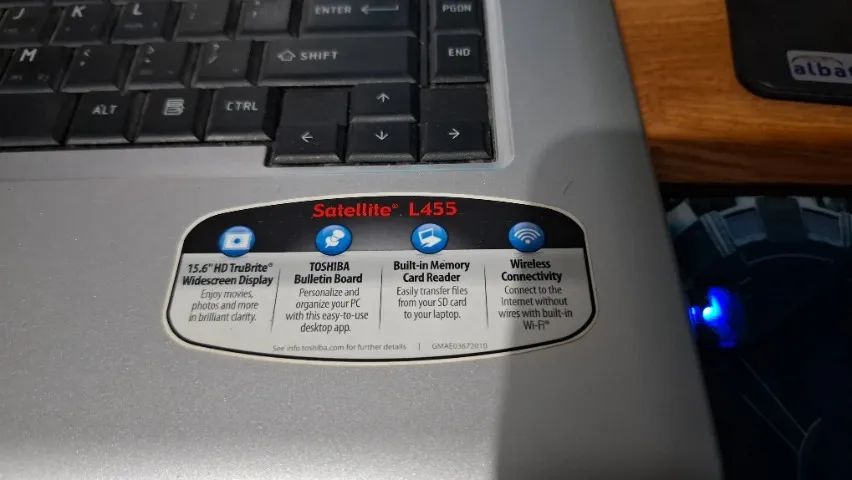 J K L ENTER PGDN
M < > ? SHIFT END
ALT CTRL
Satellite® L455
15.6" HD TruBrite® Widescreen Display
Enjoy movies, photos and more in brilliant clarity.
TOSHIBA Bulletin Board
Personalize and organize your PC with this easy-to-use desktop app.
Built-in Memory Card Reader
Easily transfer files from your SD card to your laptop.
Wireless Connectivity
Connect to the Internet without wires with built-in Wi-Fi®
See info.toshiba.com for further details | GMAE03672010
alba